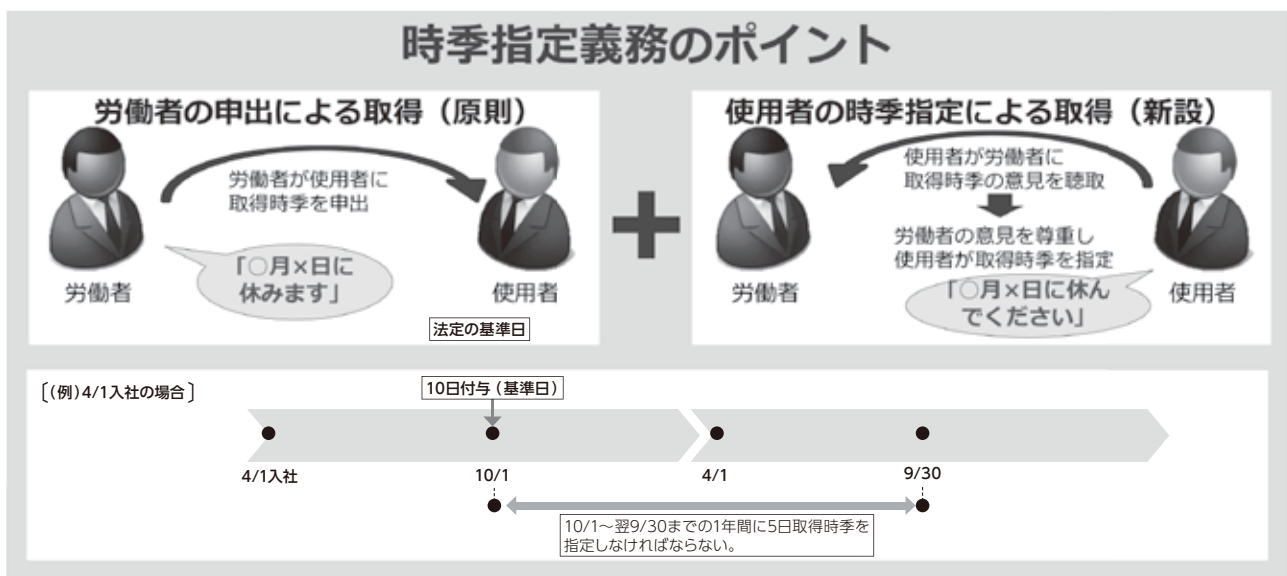 時季指定義務のポイント
労働者の申出による取得（原則）
労働者が使用者に
取得時季を申出
「○月×日に
休みます」
労働者
使用者
法定の基準日
使用者の時季指定による取得（新設）
使用者が労働者に
取得時季の意見を聴取
労働者の意見を尊重し
使用者が取得時季を指定
「○月×日に休ん
でください」
労働者
使用者
〔（例）4/1入社の場合〕
10日付与（基準日）
4/1入社
10/1
4/1
9/30
10/1～翌9/30までの1年間に5日取得時季を
指定しなければならない。